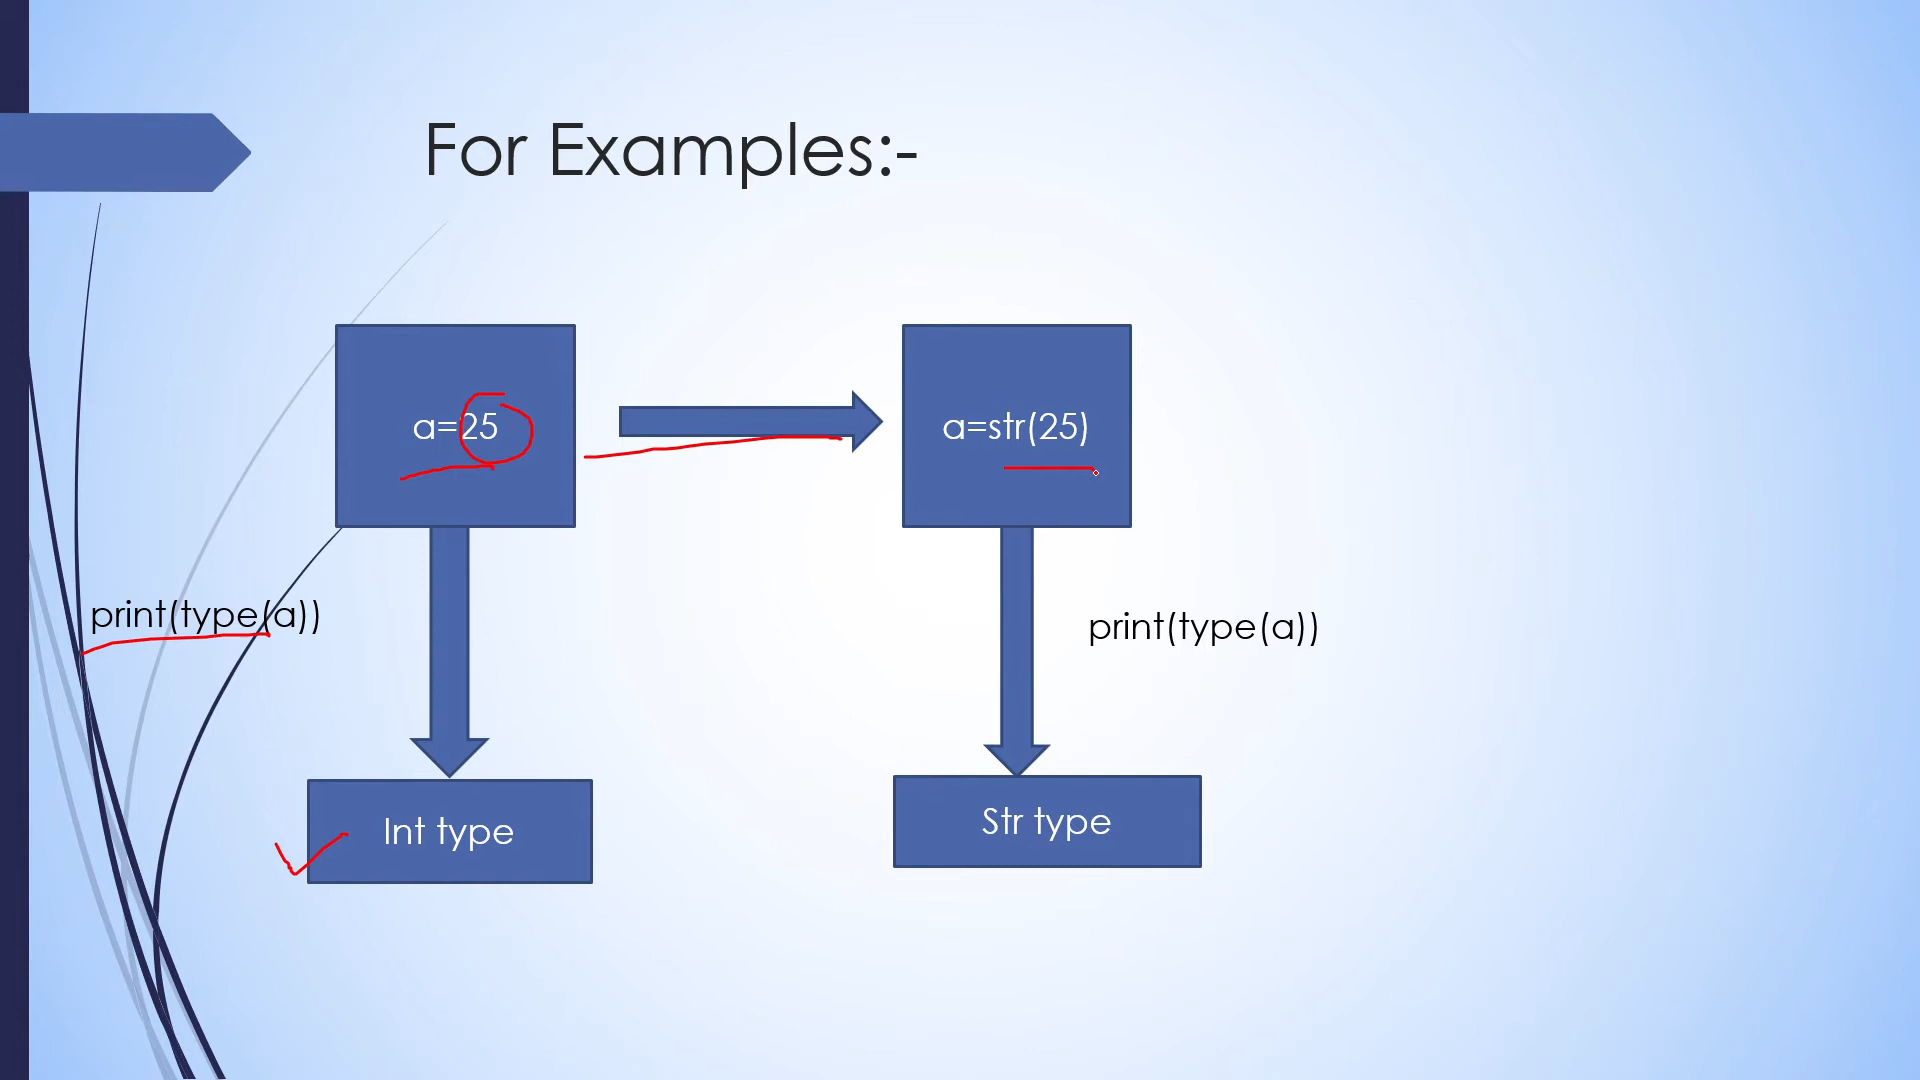 For Examples:-
a=25
a=str(25)
print(type(a))
print(type(a))
Int type
Str type